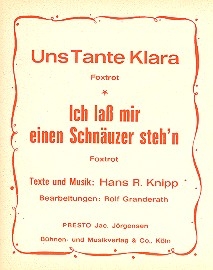 Uns Tante Klara
Foxtrot
*
Ich laß mir
einen Schnäuzer steh'n
Foxtrot
Texte und Musik: Hans R. Knipp
Bearbeitungen: Rolf Granderath
PRESTO Jac. Jörgensen
Bühnen- und Musikverlag & Co., Köln